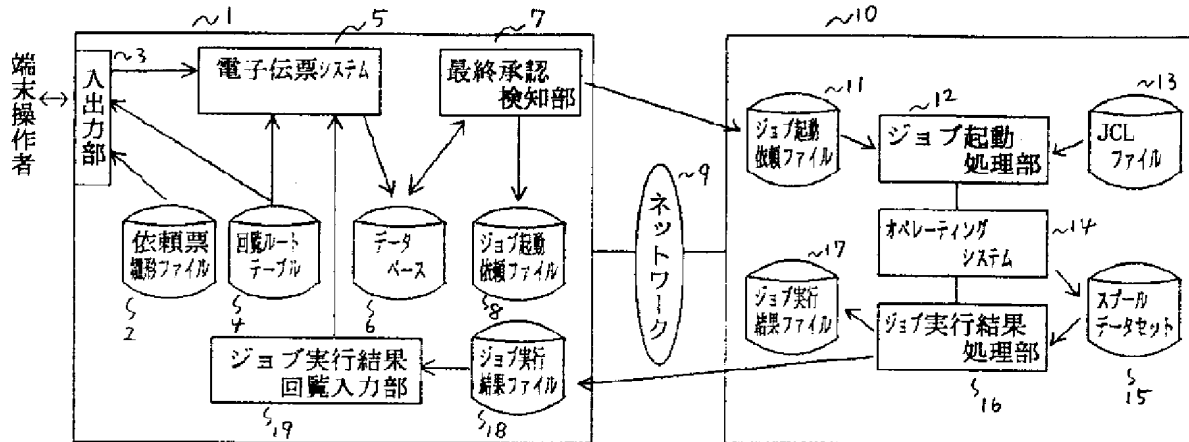 1
10
端末操作者
3
入出力部
5
電子伝票システム
7
最終承認
検知部
11
ジョブ起動
依頼ファイル
12
ジョブ起動
処理部
13
JCL
ファイル
9
ネットワーク
依頼票
雛形ファイル
2
回覧ルート
テーブル
4
データ
ベース
6
ジョブ起動
依頼ファイル
8
オペレーティング
システム
14
17
ジョブ実行
結果ファイル
ジョブ実行結果
処理部
16
スプール
データセット
15
ジョブ実行結果
回覧入力部
19
ジョブ実行
結果ファイル
18